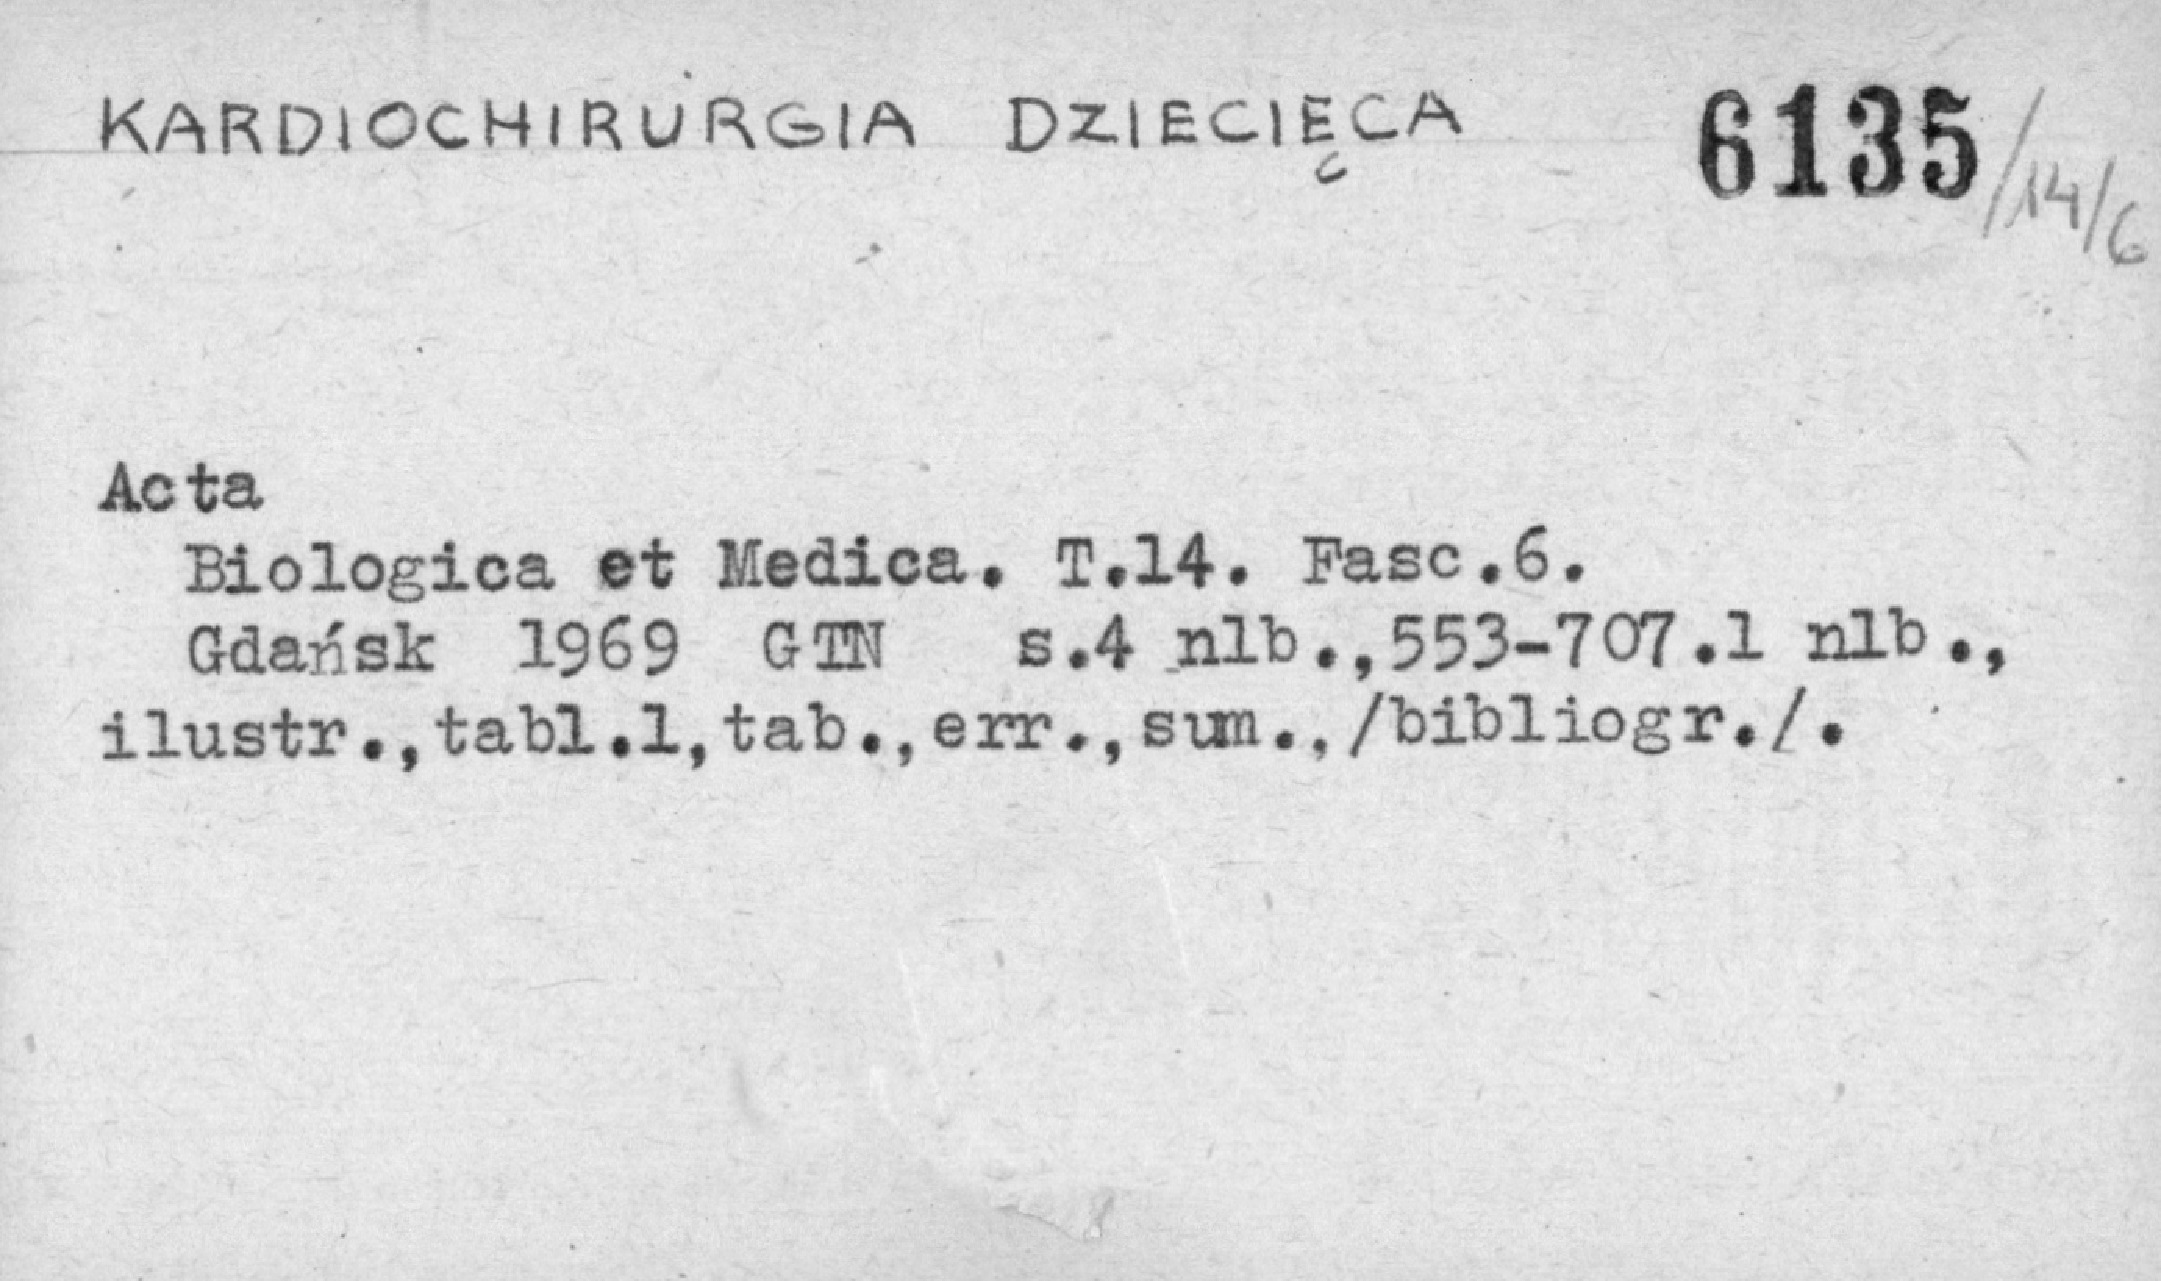 KARDIOCHIRURGIA DZIECIĘCA 6135/14/6
Acta
Biologica et Medica. T.14. Fasc.6.
Gdańsk 1969 GTN s.4 nlb.,553-707.1 nlb.,
ilustr.,tabl.1,tab.,err.,sum.,/bibliogr./.